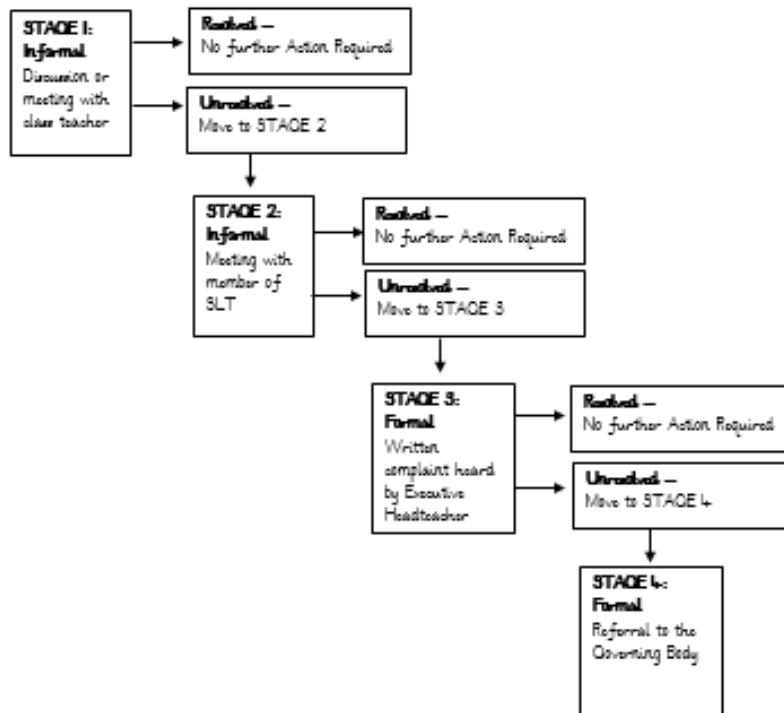 STAGE 1:
Informal
Discussion or
meeting with
class teacher
Resolved –
No further Action Required
Unresolved –
Move to STAGE 2
STAGE 2:
Informal
Meeting with
member of
SLT
Resolved –
No further Action Required
Unresolved –
Move to STAGE 3
STAGE 3:
Formal
Written
complaint heard
by Executive
Headteacher
Resolved –
No further Action Required
Unresolved –
Move to STAGE 4
STAGE 4:
Formal
Referral to the
Governing Body